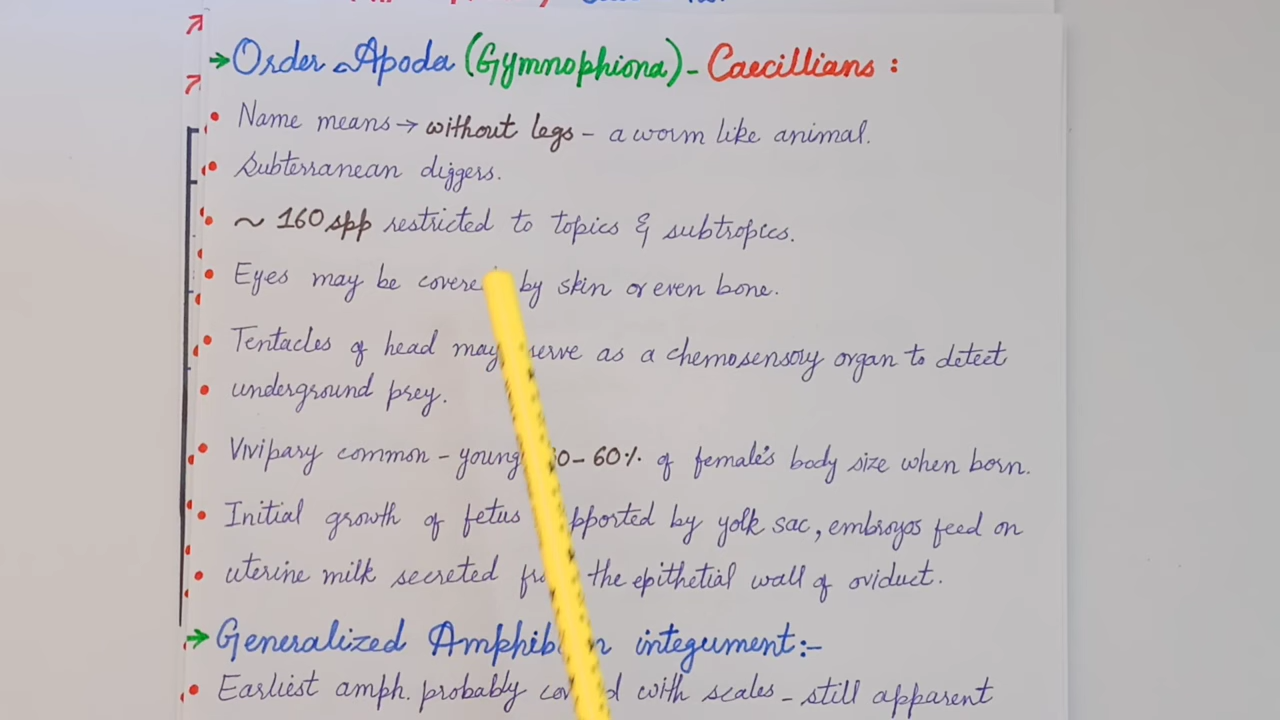 → Order Apoda (Gymnophiona) - Caecillians :
• Name means → without legs - a worm like animal.
• Subterranean diggers.
• ~ 160 spp restricted to topics & subtropics.
• Eyes may be covere by skin or even bone.
• Tentacles of head may serve as a chemosensory organ to detect
• underground prey.
• Vivipary common - young 0-60% of female's body size when born.
• Initial growth of fetus pported by yolk sac, embroyos feed on
• uterine milk secreted the epithetial wall of oviduct.
→ Generalized Amphib n integument :-
• Earliest amph. probably co d with scales - still apparent